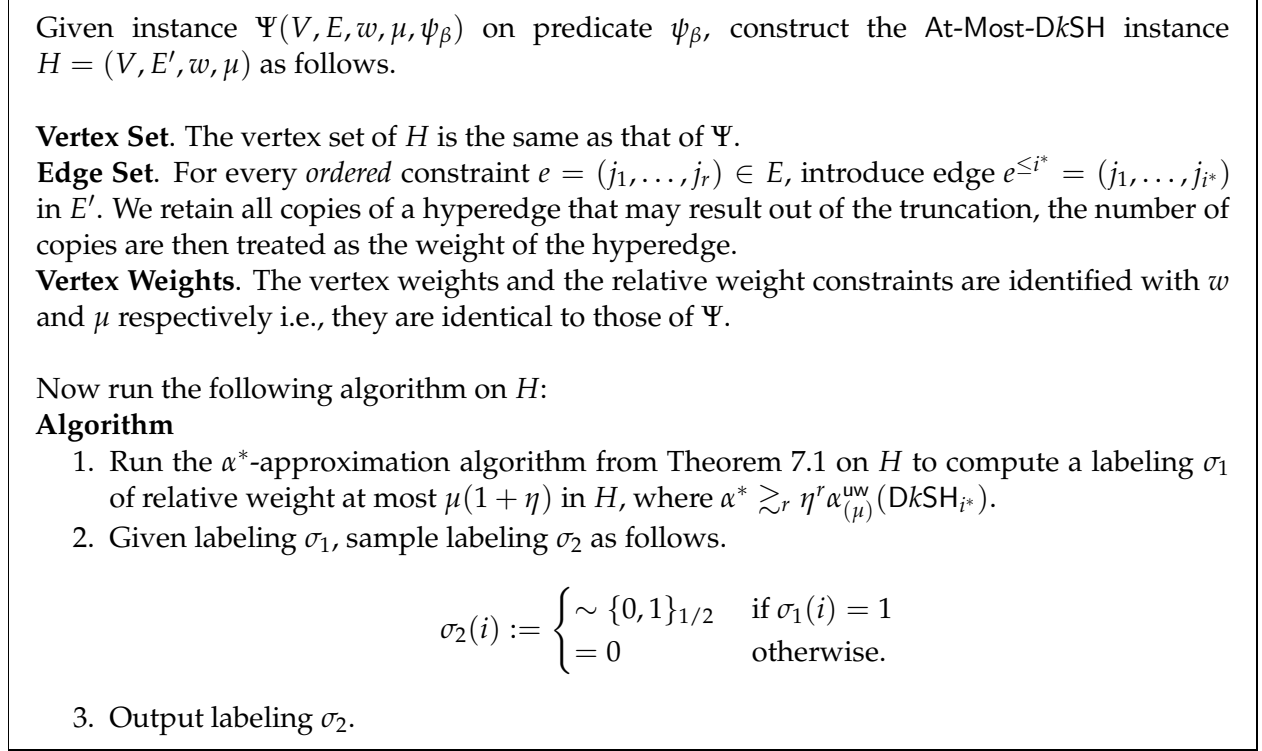 Given instance Ψ(V, E, w, μ, ψ_β) on predicate ψ_β, construct the At-Most-DkSH instance
H = (V, E′, w, μ) as follows.
Vertex Set. The vertex set of H is the same as that of Ψ.
Edge Set. For every ordered constraint e = (j_1, . . . , j_r) ∈ E, introduce edge e^{≤i*} = (j_1, . . . , j_{i*})
in E′. We retain all copies of a hyperedge that may result out of the truncation, the number of
copies are then treated as the weight of the hyperedge.
Vertex Weights. The vertex weights and the relative weight constraints are identified with w
and μ respectively i.e., they are identical to those of Ψ.
Now run the following algorithm on H:
Algorithm
1. Run the α*-approximation algorithm from Theorem 7.1 on H to compute a labeling σ_1
of relative weight at most μ(1 + η) in H, where α* ≳_r η^r α^{uw}_{(μ)}(DkSH_{i*}).
2. Given labeling σ_1, sample labeling σ_2 as follows.
σ_2(i) := { ∼ {0, 1}_{1/2} if σ_1(i) = 1
= 0 otherwise.
3. Output labeling σ_2.